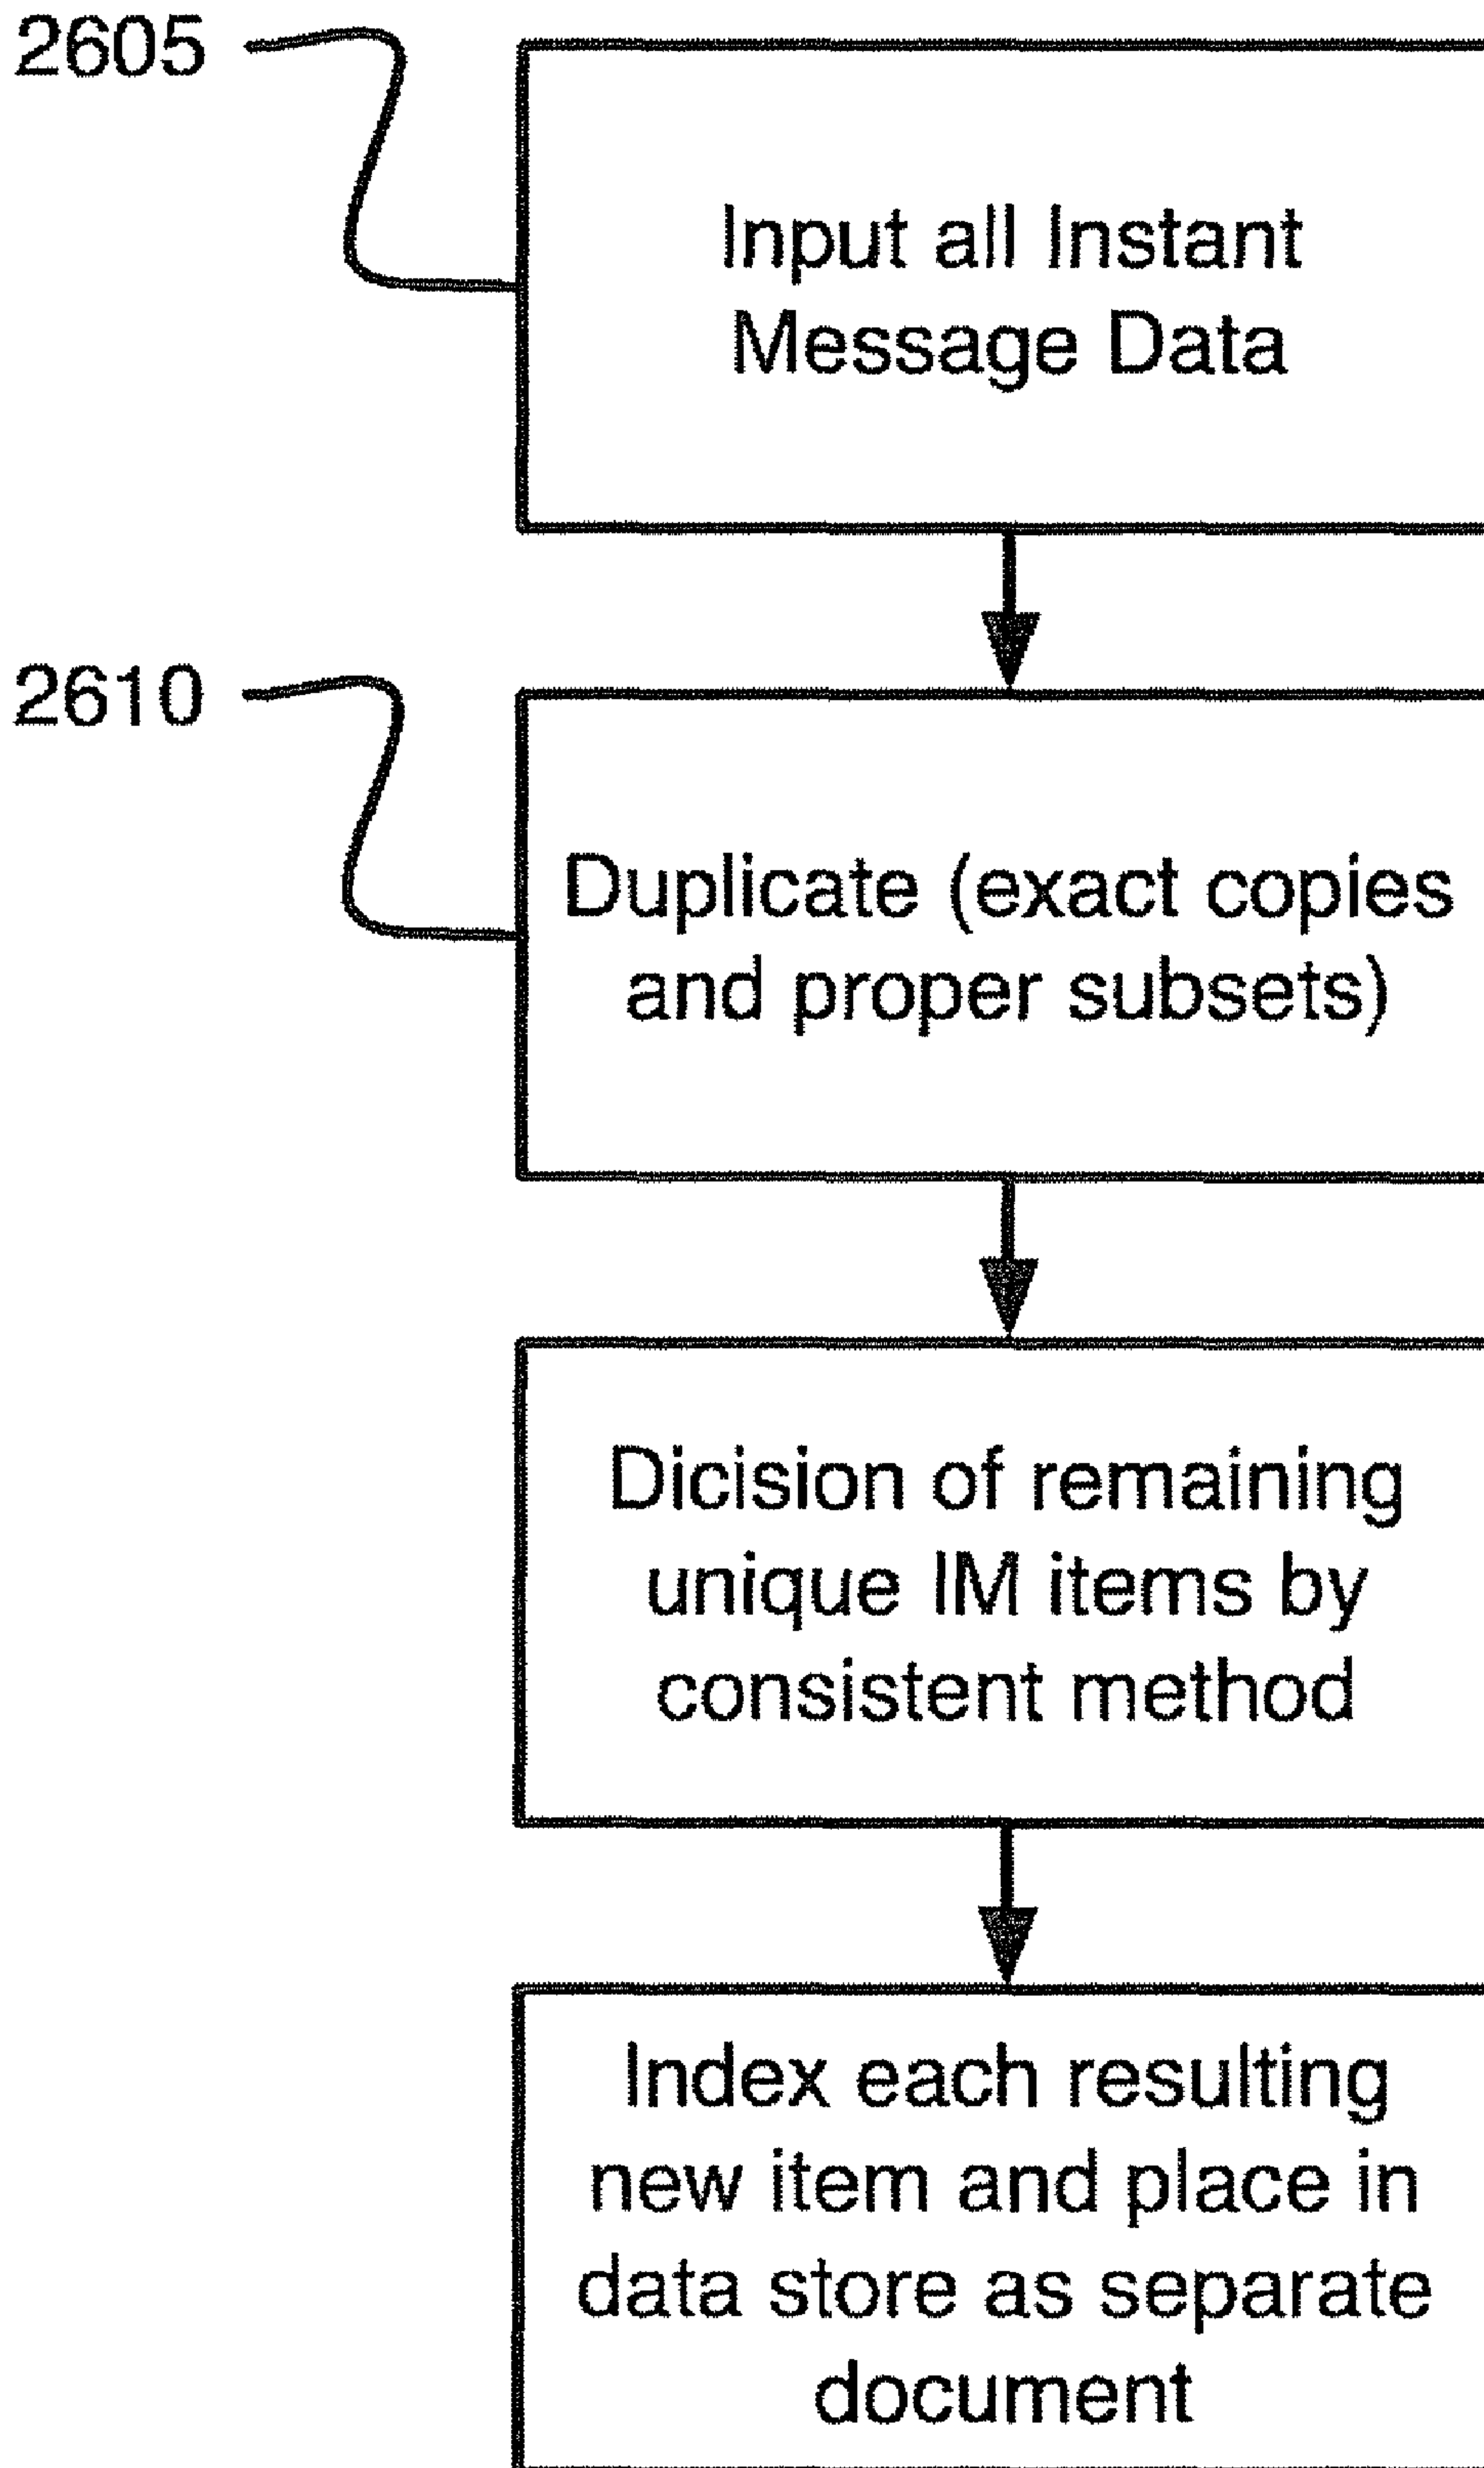 2605
Input all Instant
Message Data
2610
Duplicate (exact copies
and proper subsets)
Dicision of remaining
unique IM items by
consistent method
Index each resulting
new item and place in
data store as separate
document